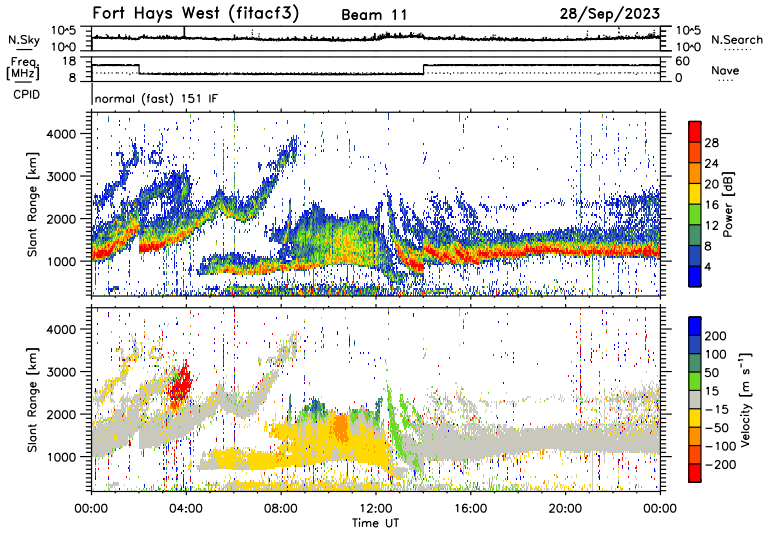 Fort Hays West (fitacf3) Beam 11 28/Sep/2023
N.Sky 10^5 10^0 10^5 10^0 N.Search
Freq. [MHz] 18 8 60 0 Nave
CPID normal (fast) 151 IF
Slant Range [km]
4000
3000
2000
1000
Power [dB]
28
24
20
16
12
8
4
Slant Range [km]
4000
3000
2000
1000
Velocity [m s⁻¹]
200
100
50
15
-15
-50
-100
-200
00:00 04:00 08:00 12:00 16:00 20:00 00:00
Time UT